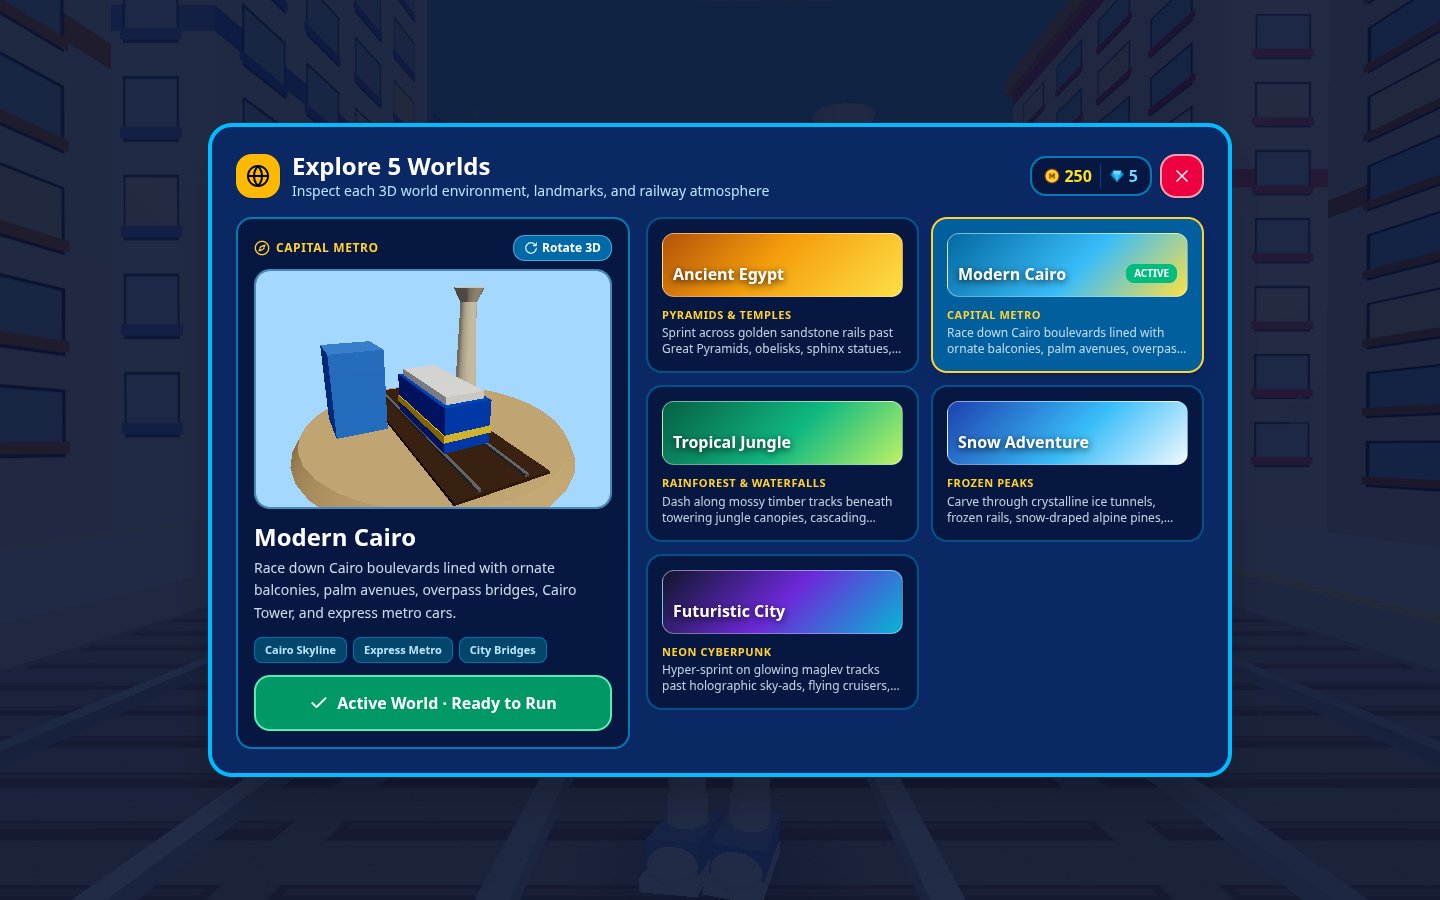 Explore 5 Worlds
Inspect each 3D world environment, landmarks, and railway atmosphere
250
5
CAPITAL METRO
Rotate 3D
Modern Cairo
Race down Cairo boulevards lined with ornate
balconies, palm avenues, overpass bridges, Cairo
Tower, and express metro cars.
Cairo Skyline
Express Metro
City Bridges
Active World · Ready to Run
Ancient Egypt
PYRAMIDS & TEMPLES
Sprint across golden sandstone rails past
Great Pyramids, obelisks, sphinx statues,...
Modern Cairo
ACTIVE
CAPITAL METRO
Race down Cairo boulevards lined with
ornate balconies, palm avenues, overpas...
Tropical Jungle
RAINFOREST & WATERFALLS
Dash along mossy timber tracks beneath
towering jungle canopies, cascading...
Snow Adventure
FROZEN PEAKS
Carve through crystalline ice tunnels,
frozen rails, snow-draped alpine pines,...
Futuristic City
NEON CYBERPUNK
Hyper-sprint on glowing maglev tracks
past holographic sky-ads, flying cruisers,...